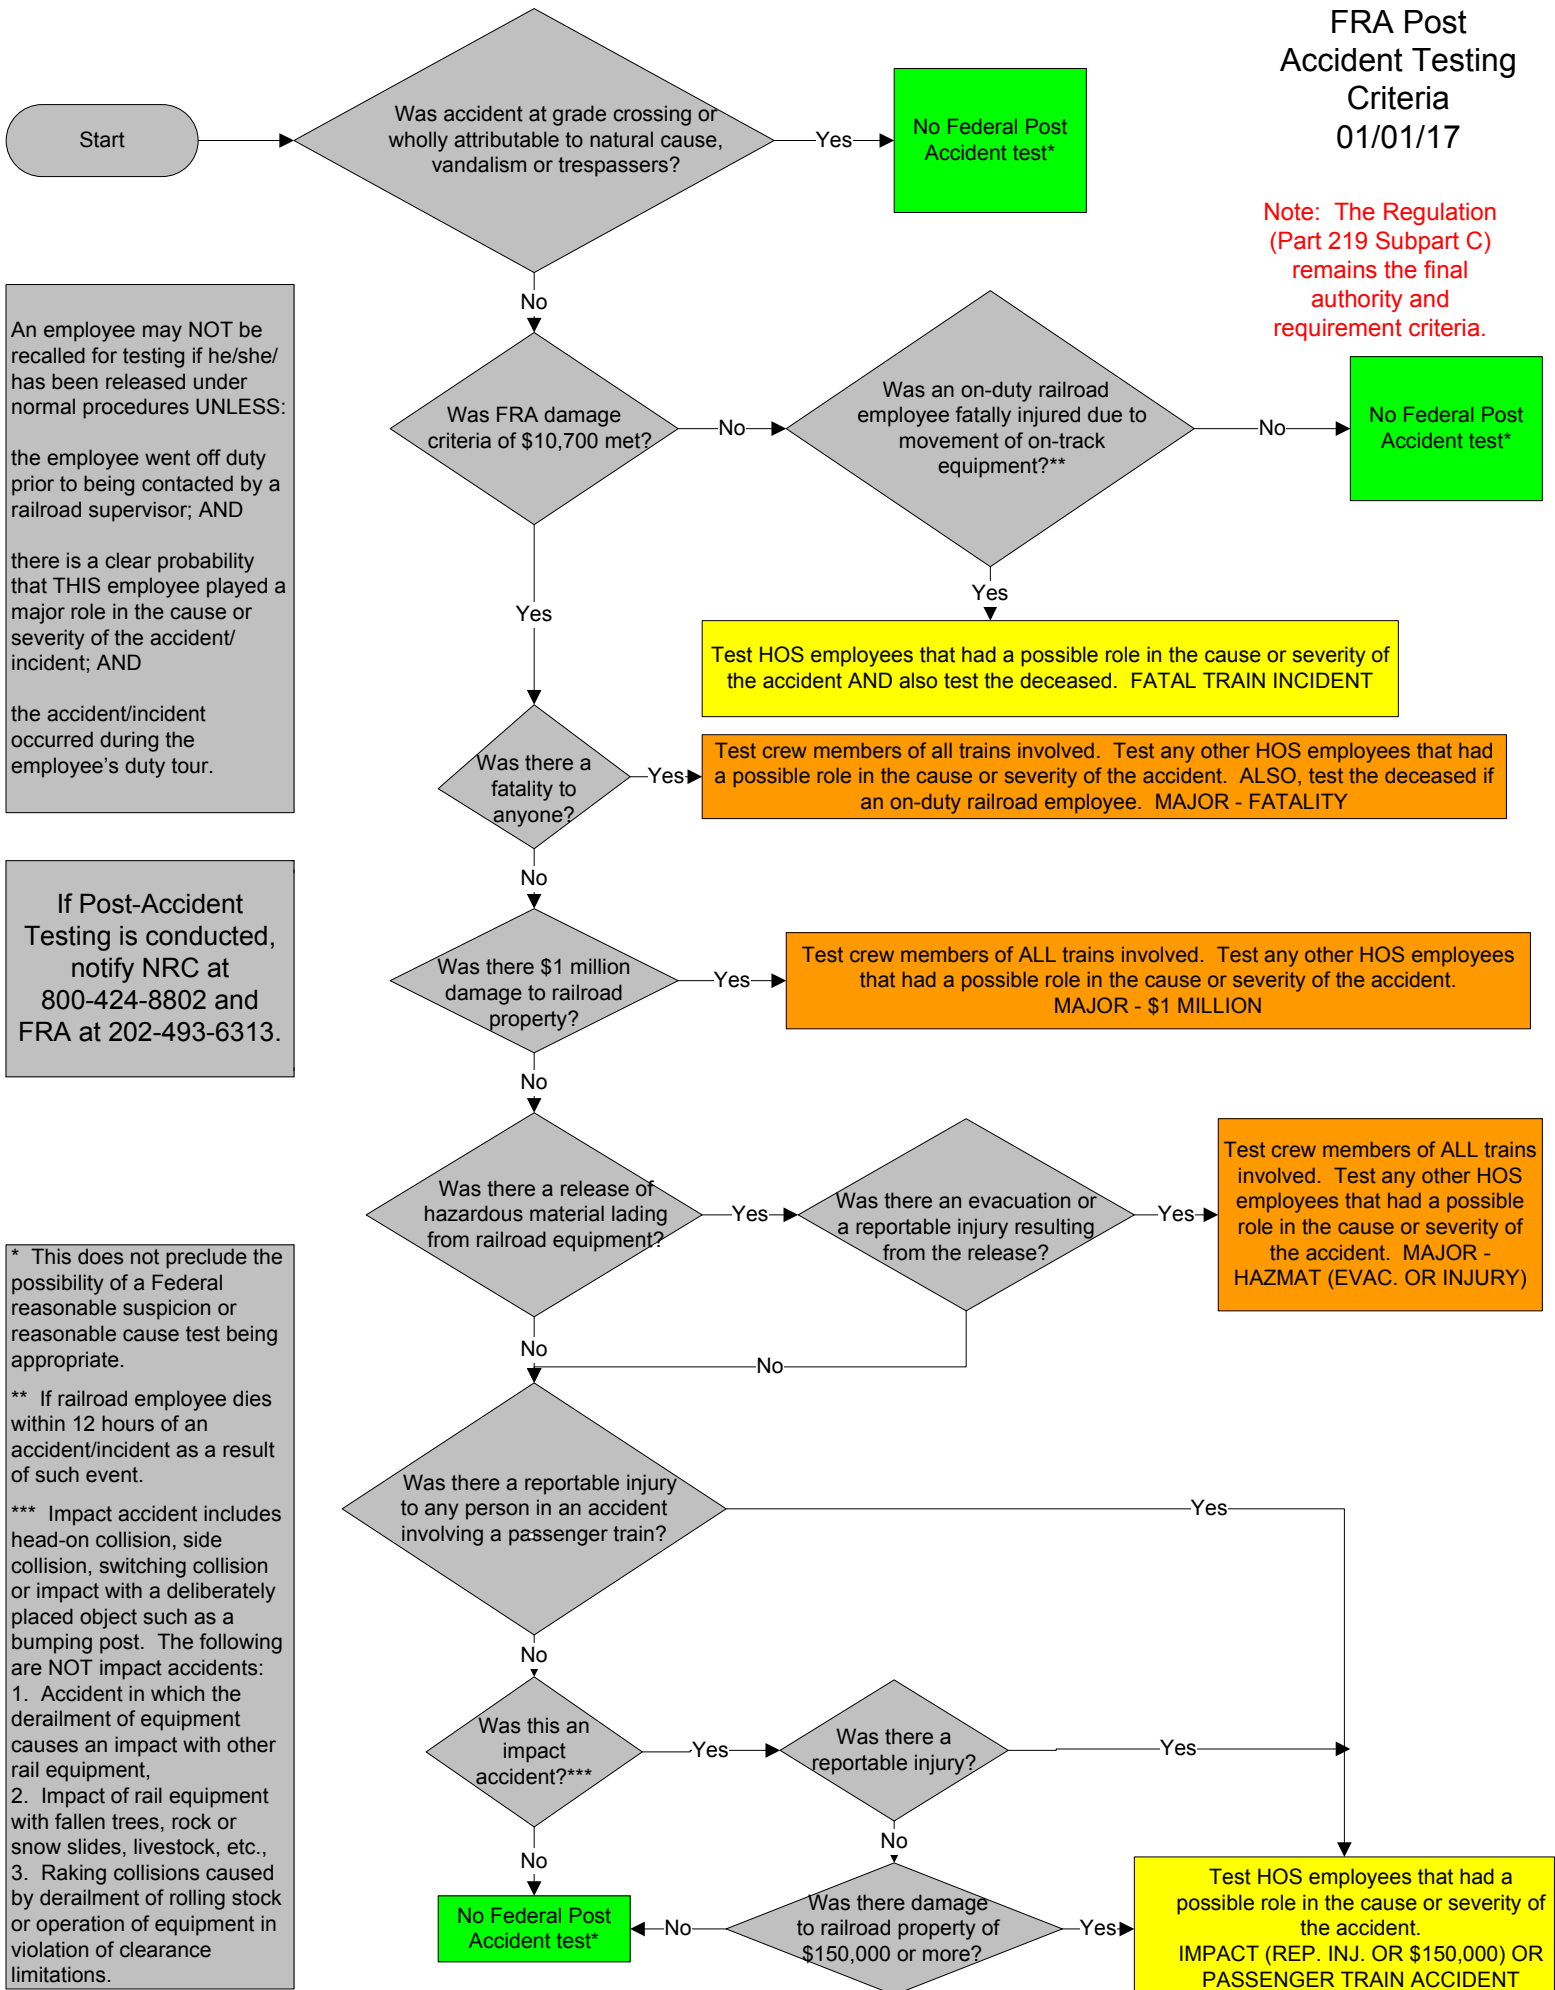 FRA Post
Accident Testing
Criteria
01/01/17
Note: The Regulation
(Part 219 Subpart C)
remains the final
authority and
requirement criteria.
Start
Was accident at grade crossing or
wholly attributable to natural cause,
vandalism or trespassers?
Yes
No Federal Post
Accident test*
No
An employee may NOT be
recalled for testing if he/she/
has been released under
normal procedures UNLESS:
the employee went off duty
prior to being contacted by a
railroad supervisor; AND
there is a clear probability
that THIS employee played a
major role in the cause or
severity of the accident/
incident; AND
the accident/incident
occurred during the
employee's duty tour.
Was FRA damage
criteria of $10,700 met?
No
Was an on-duty railroad
employee fatally injured due to
movement of on-track
equipment?**
No
No Federal Post
Accident test*
Yes
Yes
Test HOS employees that had a possible role in the cause or severity of
the accident AND also test the deceased. FATAL TRAIN INCIDENT
Was there a
fatality to
anyone?
Yes
Test crew members of all trains involved. Test any other HOS employees that had
a possible role in the cause or severity of the accident. ALSO, test the deceased if
an on-duty railroad employee. MAJOR - FATALITY
No
If Post-Accident
Testing is conducted,
notify NRC at
800-424-8802 and
FRA at 202-493-6313.
Was there $1 million
damage to railroad
property?
Yes
Test crew members of ALL trains involved. Test any other HOS employees
that had a possible role in the cause or severity of the accident.
MAJOR - $1 MILLION
No
Was there a release of
hazardous material lading
from railroad equipment?
Yes
Was there an evacuation or
a reportable injury resulting
from the release?
Yes
Test crew members of ALL trains
involved. Test any other HOS
employees that had a possible
role in the cause or severity of
the accident. MAJOR -
HAZMAT (EVAC. OR INJURY)
No
No
* This does not preclude the
possibility of a Federal
reasonable suspicion or
reasonable cause test being
appropriate.
** If railroad employee dies
within 12 hours of an
accident/incident as a result
of such event.
*** Impact accident includes
head-on collision, side
collision, switching collision
or impact with a deliberately
placed object such as a
bumping post. The following
are NOT impact accidents:
1. Accident in which the
derailment of equipment
causes an impact with other
rail equipment,
2. Impact of rail equipment
with fallen trees, rock or
snow slides, livestock, etc.,
3. Raking collisions caused
by derailment of rolling stock
or operation of equipment in
violation of clearance
limitations.
Was there a reportable injury
to any person in an accident
involving a passenger train?
Yes
No
Was this an
impact
accident?***
Yes
Was there a
reportable injury?
Yes
No
No
No Federal Post
Accident test*
No
Was there damage
to railroad property of
$150,000 or more?
Yes
Test HOS employees that had a
possible role in the cause or severity of
the accident.
IMPACT (REP. INJ. OR $150,000) OR
PASSENGER TRAIN ACCIDENT